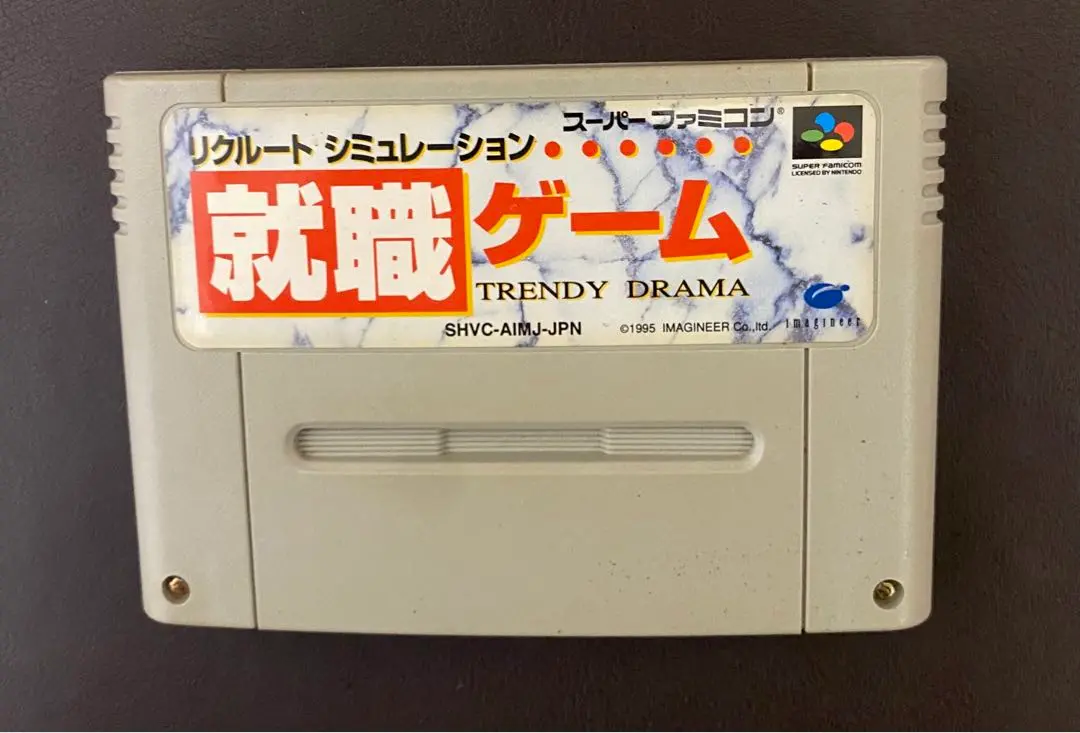 スーパー ファミコン®
リクルート シミュレーション
SUPER FAMICOM
LICENSED BY NINTENDO
就職ゲーム
TRENDY DRAMA
imagineer
SHVC-AIMJ-JPN ©1995 IMAGINEER Co.,ltd.